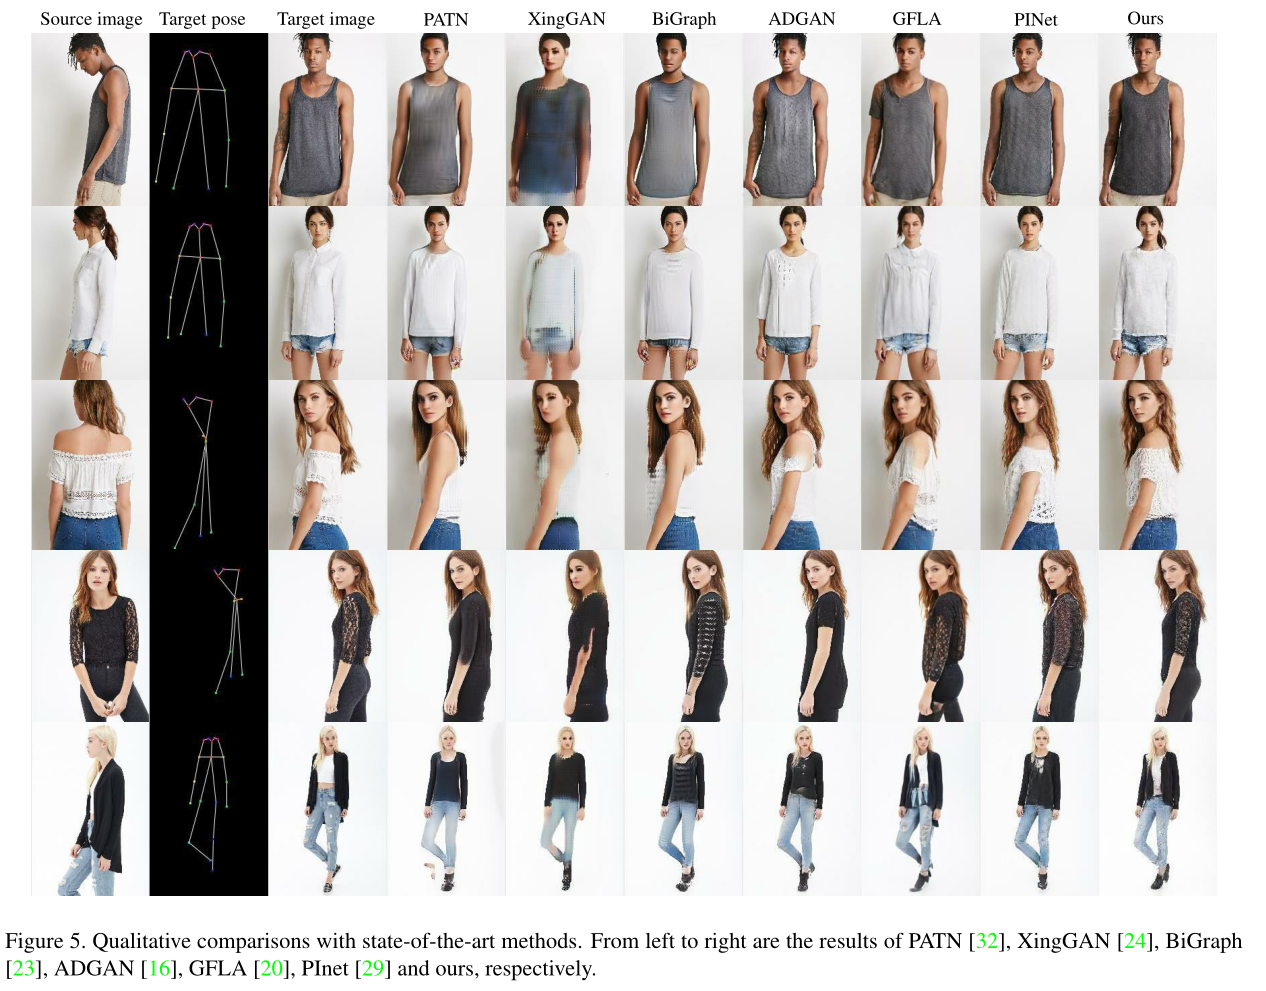 Source image Target pose Target image PATN XingGAN BiGraph ADGAN GFLA PINet Ours
Figure 5. Qualitative comparisons with state-of-the-art methods. From left to right are the results of PATN [32], XingGAN [24], BiGraph
[23], ADGAN [16], GFLA [20], PInet [29] and ours, respectively.